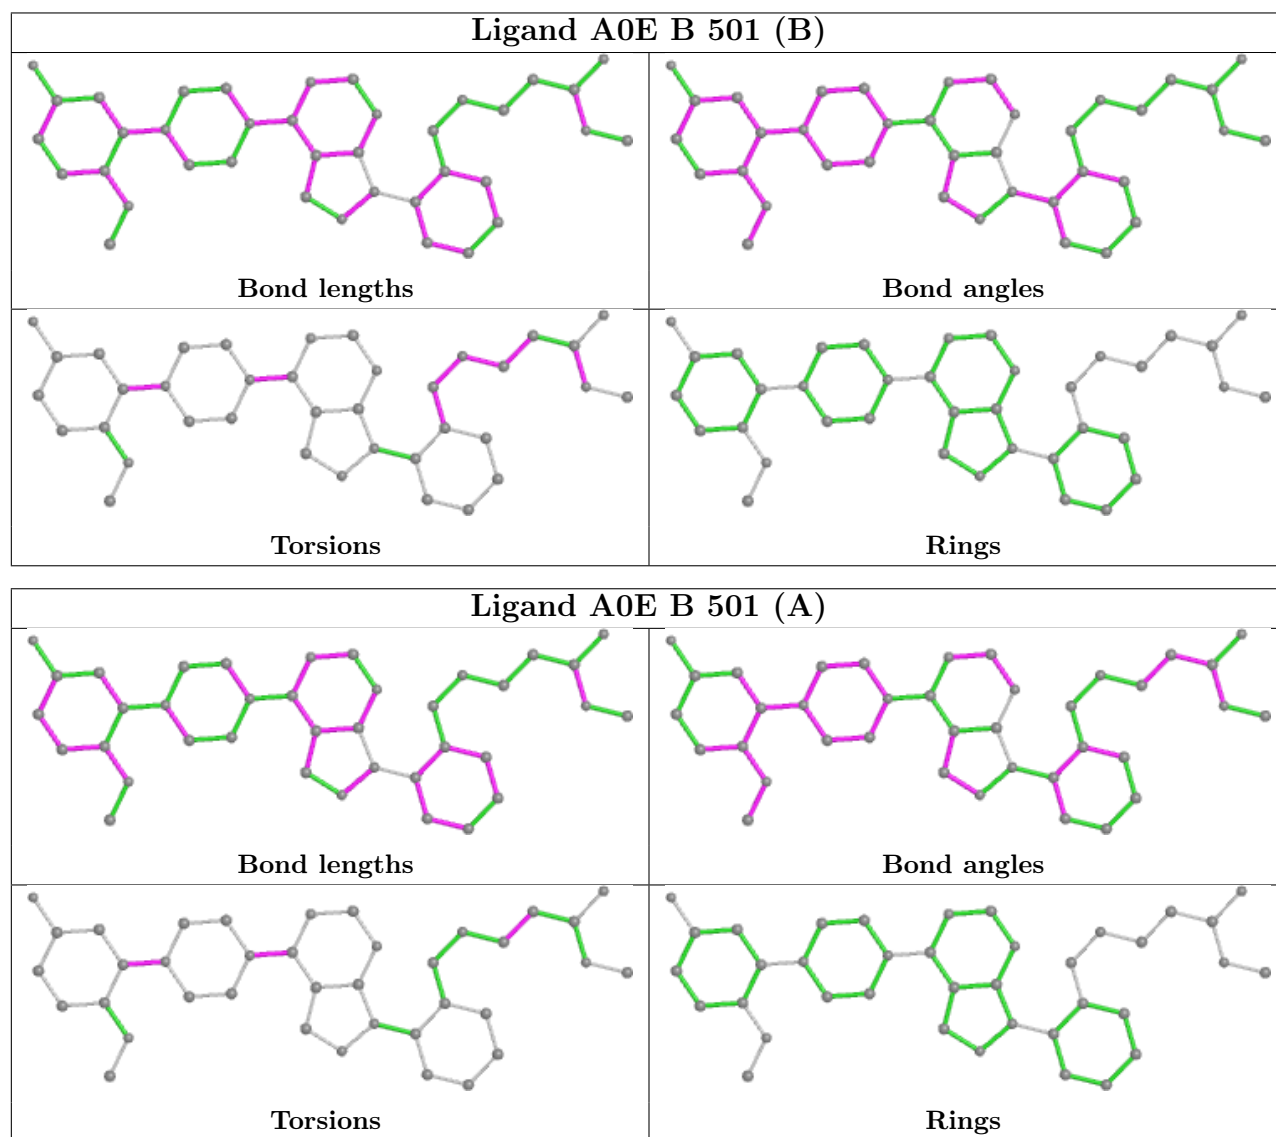 Ligand A0E B 501 (B)
Bond lengths
Bond angles
Torsions
Rings
Ligand A0E B 501 (A)
Bond lengths
Bond angles
Torsions
Rings